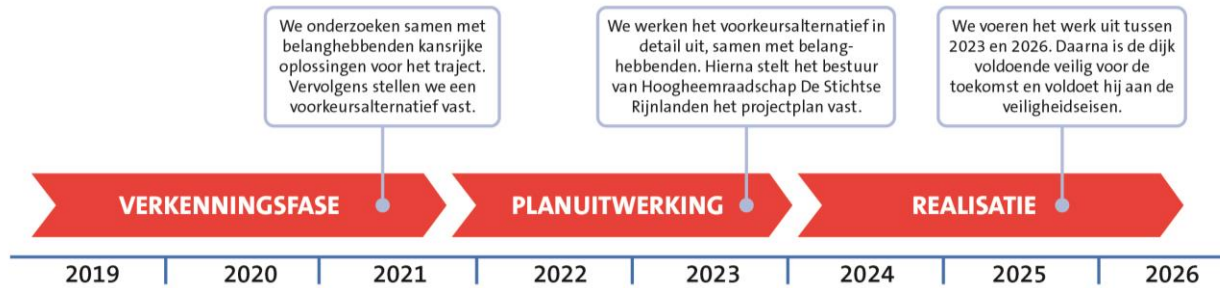 We onderzoeken samen met
belanghebbenden kansrijke
oplossingen voor het traject.
Vervolgens stellen we een
voorkeursalternatief vast.
We werken het voorkeursalternatief in
detail uit, samen met belang-
hebbenden. Hierna stelt het bestuur
van Hoogheemraadschap De Stichtse
Rijnlanden het projectplan vast.
We voeren het werk uit tussen
2023 en 2026. Daarna is de dijk
voldoende veilig voor de
toekomst en voldoet hij aan de
veiligheidseisen.
VERKENNINGSFASE
PLANUITWERKING
REALISATIE
2019
2020
2021
2022
2023
2024
2025
2026